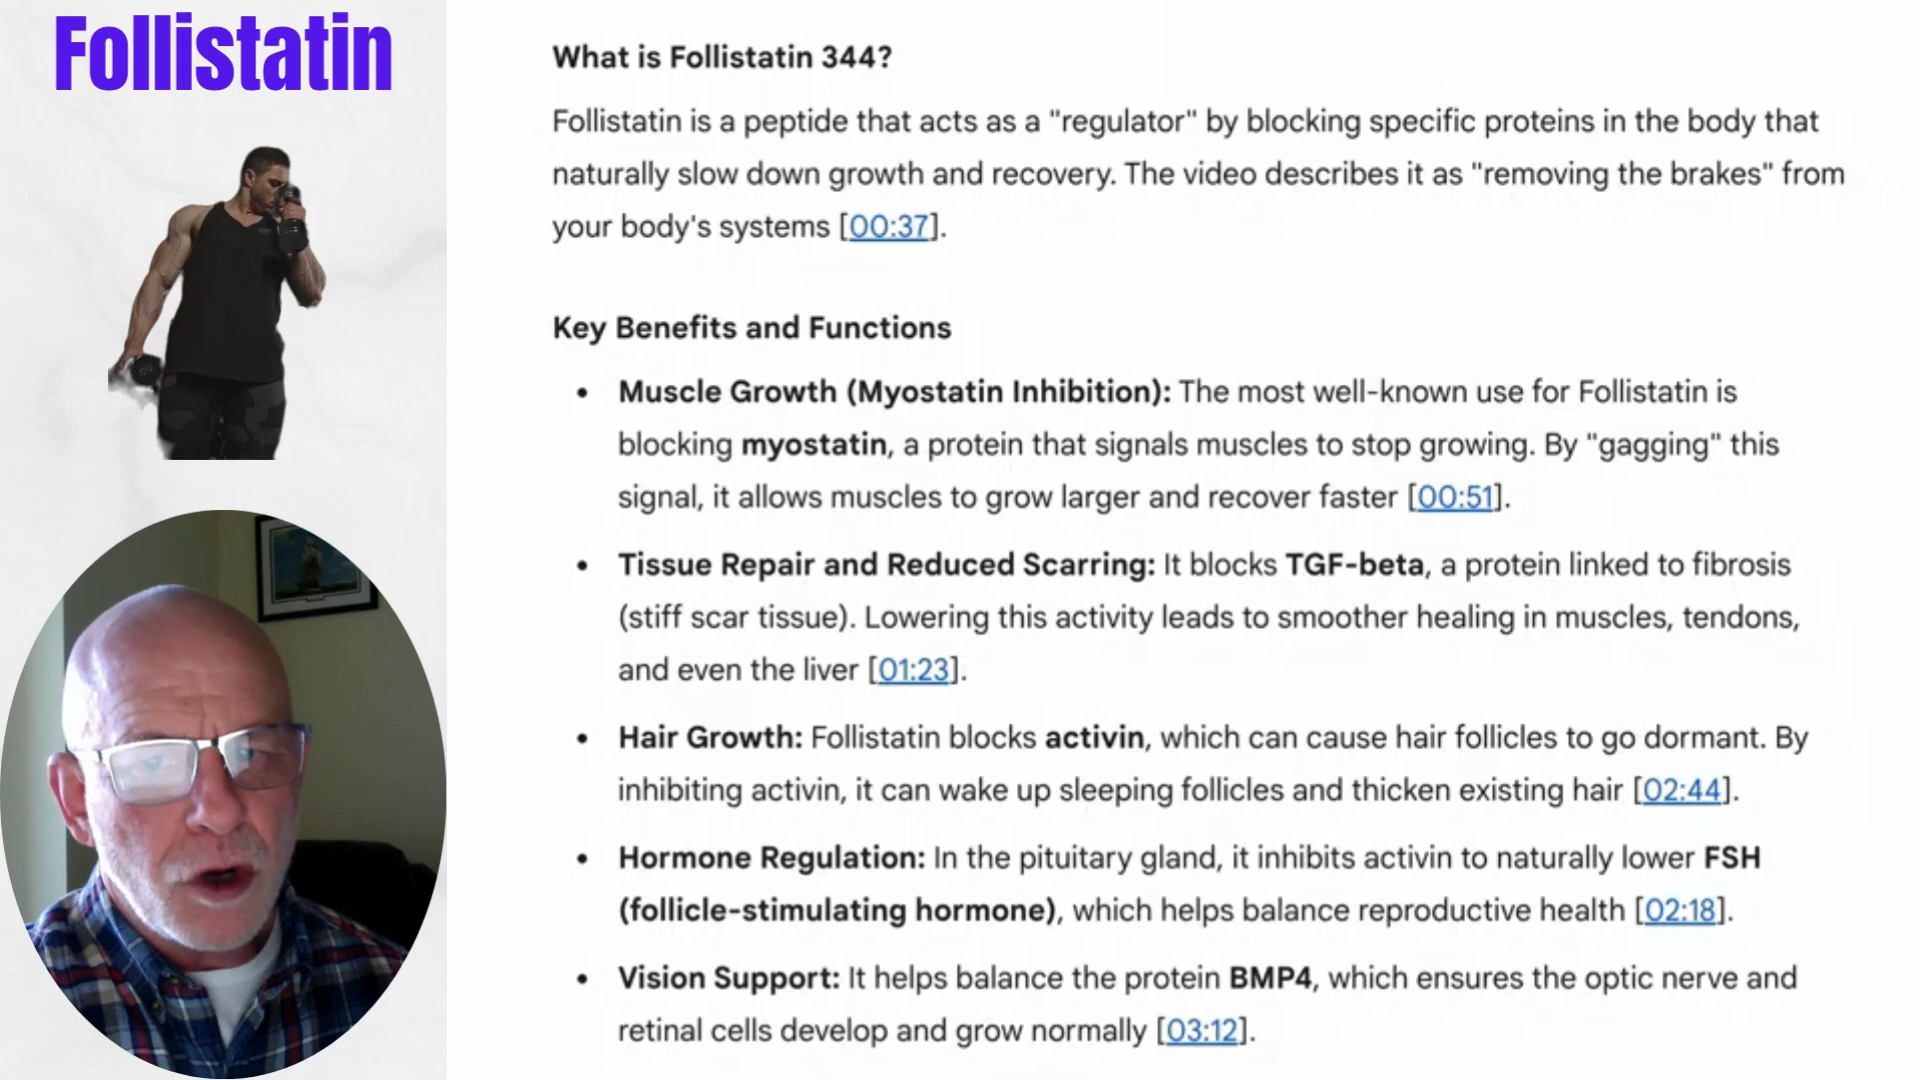 Follistatin
What is Follistatin 344?
Follistatin is a peptide that acts as a "regulator" by blocking specific proteins in the body that
naturally slow down growth and recovery. The video describes it as "removing the brakes" from
your body's systems [00:37].
Key Benefits and Functions
• Muscle Growth (Myostatin Inhibition): The most well-known use for Follistatin is
blocking myostatin, a protein that signals muscles to stop growing. By "gagging" this
signal, it allows muscles to grow larger and recover faster [00:51].
• Tissue Repair and Reduced Scarring: It blocks TGF-beta, a protein linked to fibrosis
(stiff scar tissue). Lowering this activity leads to smoother healing in muscles, tendons,
and even the liver [01:23].
• Hair Growth: Follistatin blocks activin, which can cause hair follicles to go dormant. By
inhibiting activin, it can wake up sleeping follicles and thicken existing hair [02:44].
• Hormone Regulation: In the pituitary gland, it inhibits activin to naturally lower FSH
(follicle-stimulating hormone), which helps balance reproductive health [02:18].
• Vision Support: It helps balance the protein BMP4, which ensures the optic nerve and
retinal cells develop and grow normally [03:12].